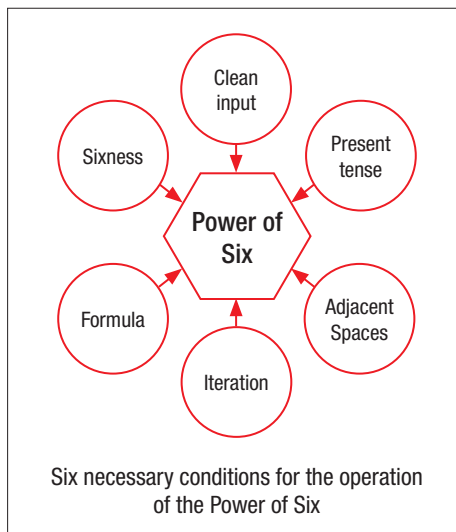 Clean
input
Sixness
Present
tense
Power of
Six
Formula
Adjacent
Spaces
Iteration
Six necessary conditions for the operation
of the Power of Six